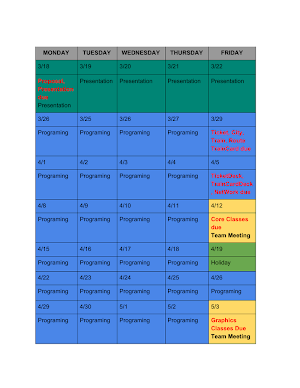 MONDAY TUESDAY WEDNESDAY THURSDAY FRIDAY
3/18 3/19 3/20 3/21 3/22
Presentation Presentation Presentation Presentation
Presentation
3/26 3/25 3/26 3/27 3/29
Programing Programing Programing Programing
4/1 4/2 4/3 4/4 4/5
Programing Programing Programing Programing
4/8 4/9 4/10 4/11 4/12
Programing Programing Programing Programing Core Classes
due
Team Meeting
4/15 4/16 4/17 4/18 4/19
Programing Programing Programing Programing Holiday
4/22 4/23 4/24 4/25 4/26
Programing Programing Programing Programing Programing
4/29 4/30 5/1 5/2 5/3
Programing Programing Programing Programing Graphics
Classes Due
Team Meeting